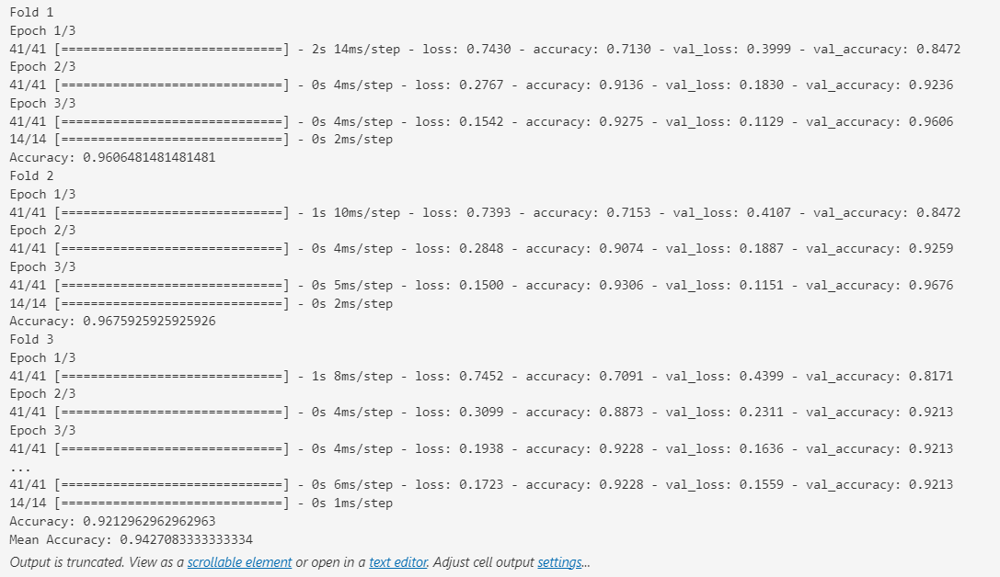 Fold 1
Epoch 1/3
41/41 [==============================] - 2s 14ms/step - loss: 0.7430 - accuracy: 0.7130 - val_loss: 0.3999 - val_accuracy: 0.8472
Epoch 2/3
41/41 [==============================] - 0s 4ms/step - loss: 0.2767 - accuracy: 0.9136 - val_loss: 0.1830 - val_accuracy: 0.9236
Epoch 3/3
41/41 [==============================] - 0s 4ms/step - loss: 0.1542 - accuracy: 0.9275 - val_loss: 0.1129 - val_accuracy: 0.9606
14/14 [==============================] - 0s 2ms/step
Accuracy: 0.9606481481481481
Fold 2
Epoch 1/3
41/41 [==============================] - 1s 10ms/step - loss: 0.7393 - accuracy: 0.7153 - val_loss: 0.4107 - val_accuracy: 0.8472
Epoch 2/3
41/41 [==============================] - 0s 4ms/step - loss: 0.2848 - accuracy: 0.9074 - val_loss: 0.1887 - val_accuracy: 0.9259
Epoch 3/3
41/41 [==============================] - 0s 5ms/step - loss: 0.1500 - accuracy: 0.9306 - val_loss: 0.1151 - val_accuracy: 0.9676
14/14 [==============================] - 0s 2ms/step
Accuracy: 0.9675925925925926
Fold 3
Epoch 1/3
41/41 [==============================] - 1s 8ms/step - loss: 0.7452 - accuracy: 0.7091 - val_loss: 0.4399 - val_accuracy: 0.8171
Epoch 2/3
41/41 [==============================] - 0s 4ms/step - loss: 0.3099 - accuracy: 0.8873 - val_loss: 0.2311 - val_accuracy: 0.9213
Epoch 3/3
41/41 [==============================] - 0s 4ms/step - loss: 0.1938 - accuracy: 0.9228 - val_loss: 0.1636 - val_accuracy: 0.9213
...
41/41 [==============================] - 0s 6ms/step - loss: 0.1723 - accuracy: 0.9228 - val_loss: 0.1559 - val_accuracy: 0.9213
14/14 [==============================] - 0s 1ms/step
Accuracy: 0.9212962962962963
Mean Accuracy: 0.9427083333333334
Output is truncated. View as a scrollable element or open in a text editor. Adjust cell output settings...